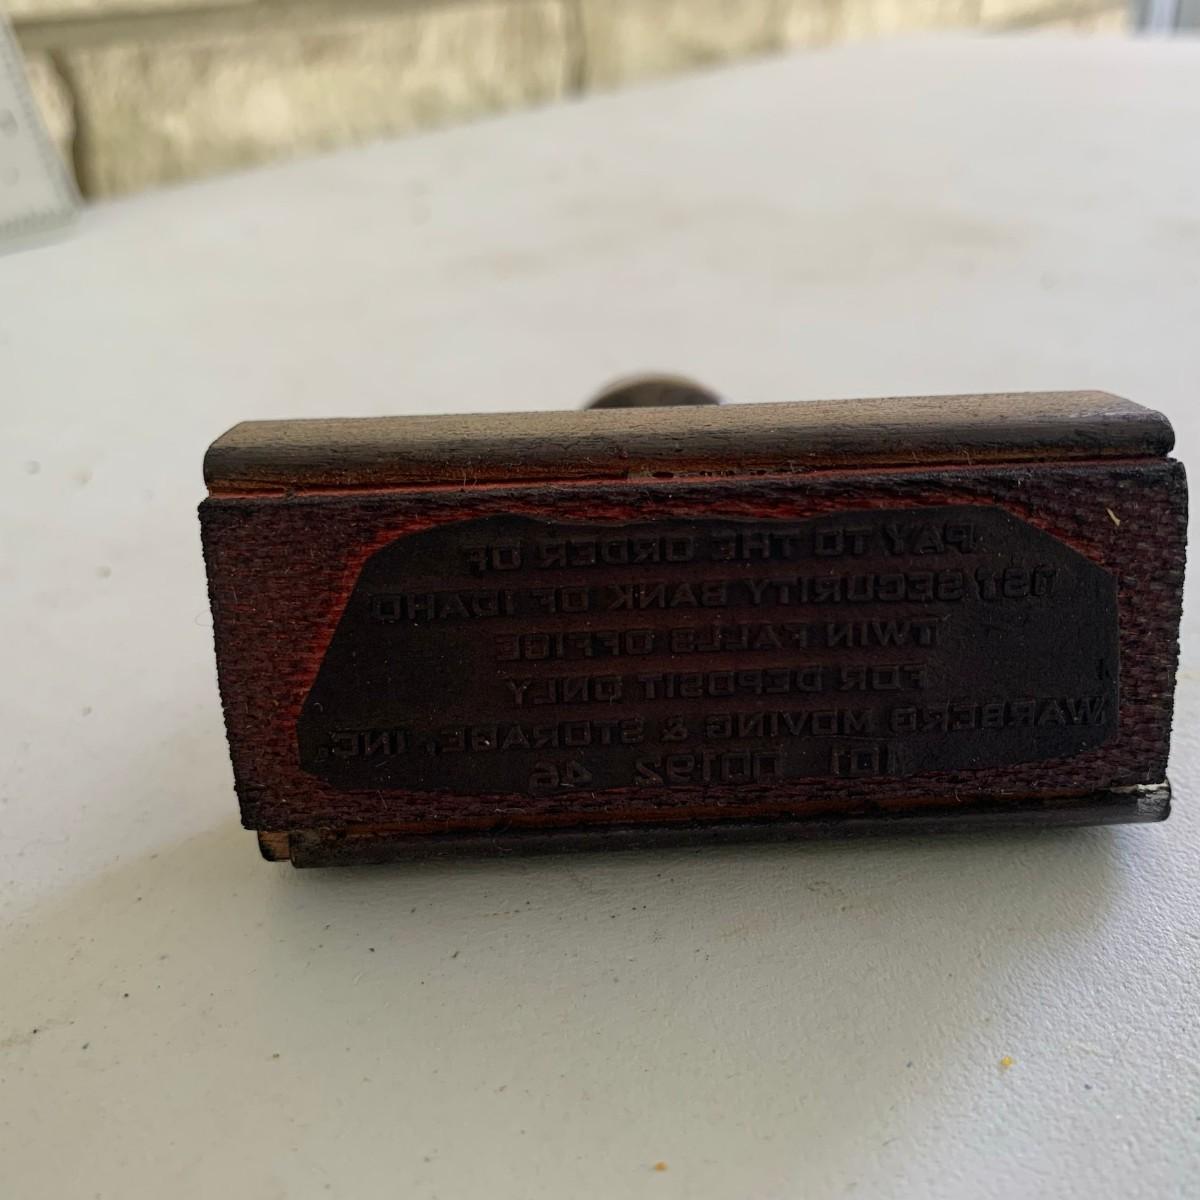 PAY TO THE ORDER OF
1ST SECURITY BANK OF IDAHO
TWIN FALLS OFFICE
FOR DEPOSIT ONLY
WARBERG MOVING & STORAGE, INC.
101 00192 46